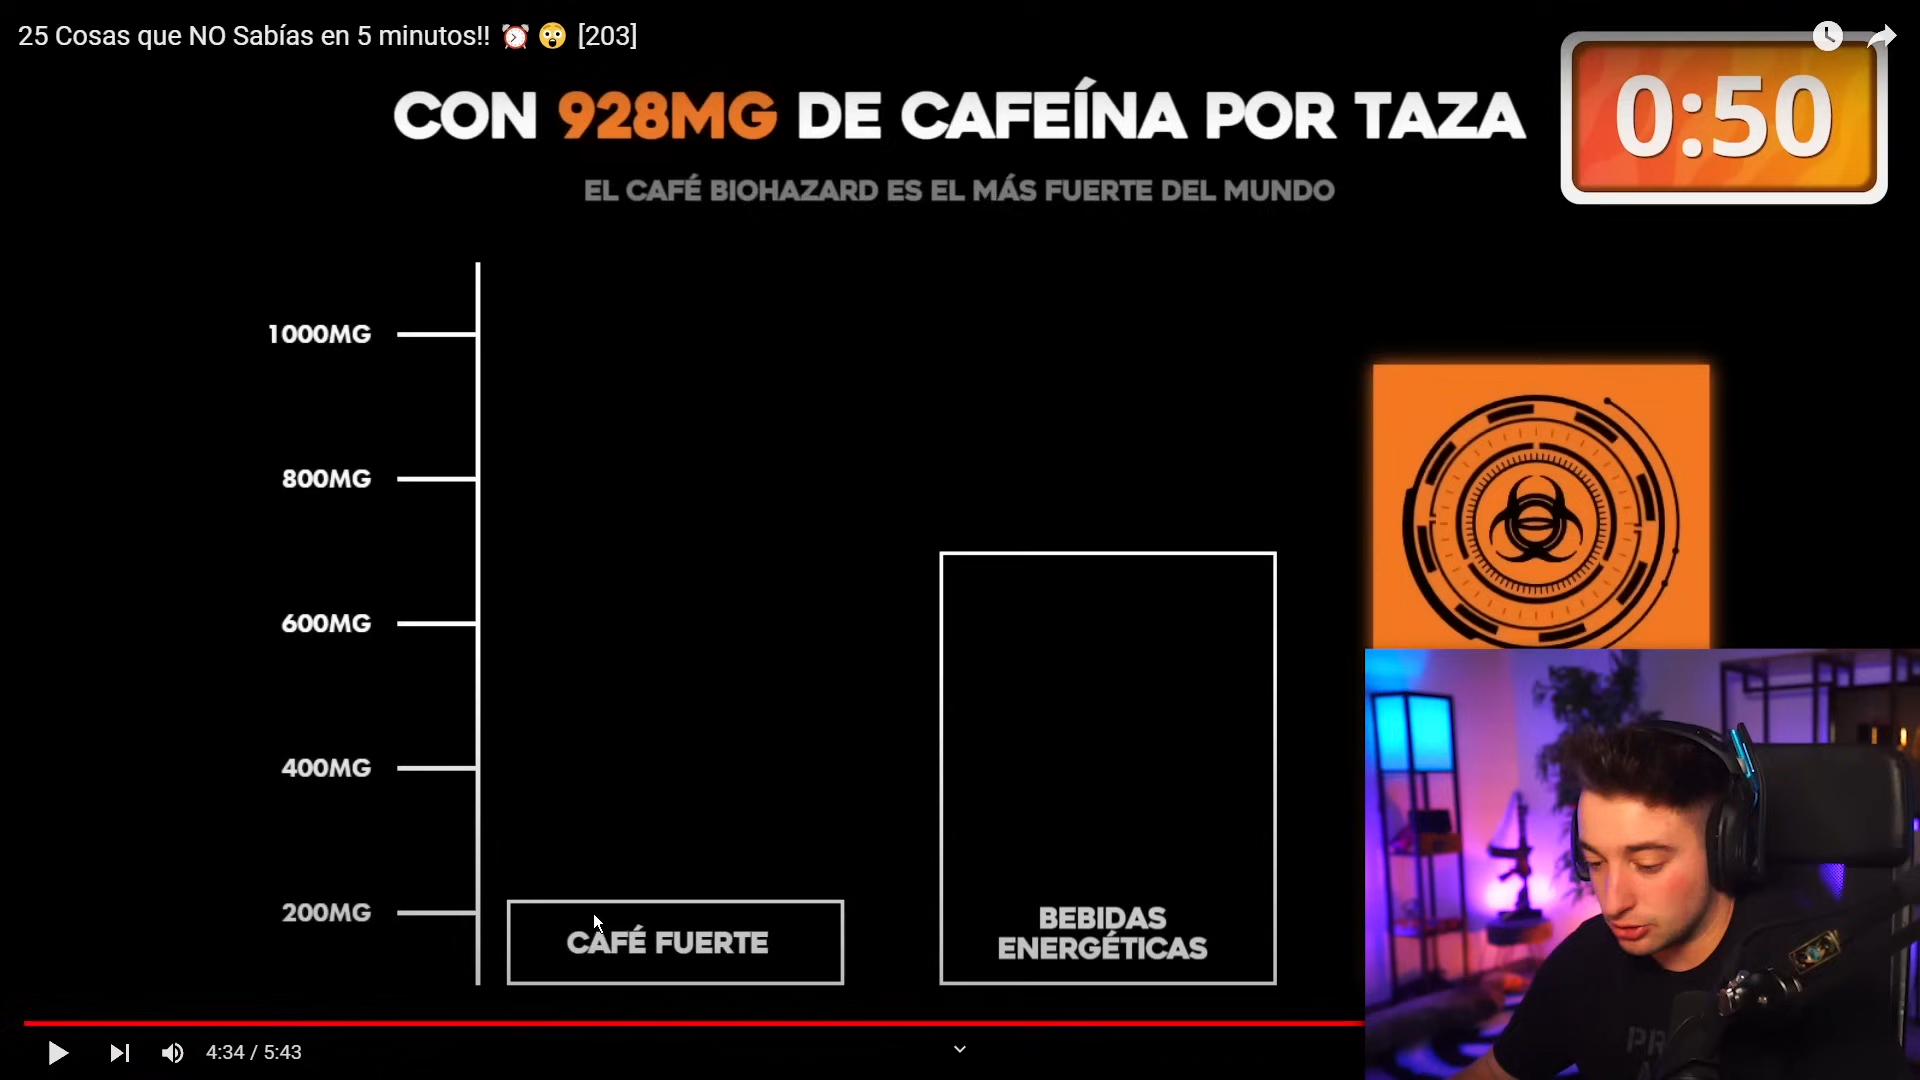 25 Cosas que NO Sabías en 5 minutos!! ⏰ 😲 [203]
CON 928MG DE CAFEÍNA POR TAZA
0:50
EL CAFÉ BIOHAZARD ES EL MÁS FUERTE DEL MUNDO
1000MG
800MG
600MG
400MG
200MG
CAFÉ FUERTE
BEBIDAS
ENERGÉTICAS
4:34 / 5:43